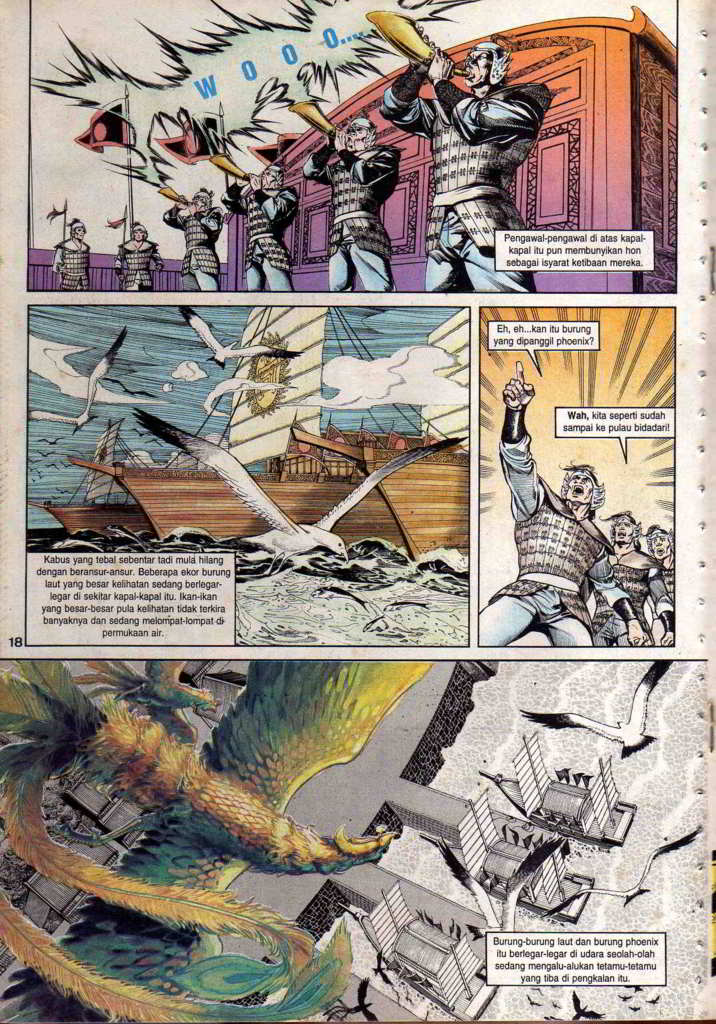 W O O O....
Pengawal-pengawal di atas kapal-
kapal itu pun membunyikan hon
sebagai isyarat ketibaan mereka.
Kabus yang tebal sebentar tadi mula hilang
dengan beransur-ansur. Beberapa ekor burung
laut yang besar kelihatan sedang berlegar-
legar di sekitar kapal-kapal itu. Ikan-ikan
yang besar-besar pula kelihatan tidak terkira
banyaknya dan sedang melompat-lompat di
permukaan air.
Eh, eh...kan itu burung
yang dipanggil phoenix?
Wah, kita seperti sudah
sampai ke pulau bidadari!
18
Burung-burung laut dan burung phoenix
itu berlegar-legar di udara seolah-olah
sedang mengalu-alukan tetamu-tetamu
yang tiba di pengkalan itu.